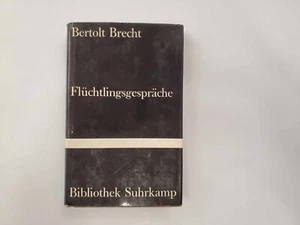 Bertolt Brecht
Flüchtlingsgespräche
Bibliothek Suhrkamp